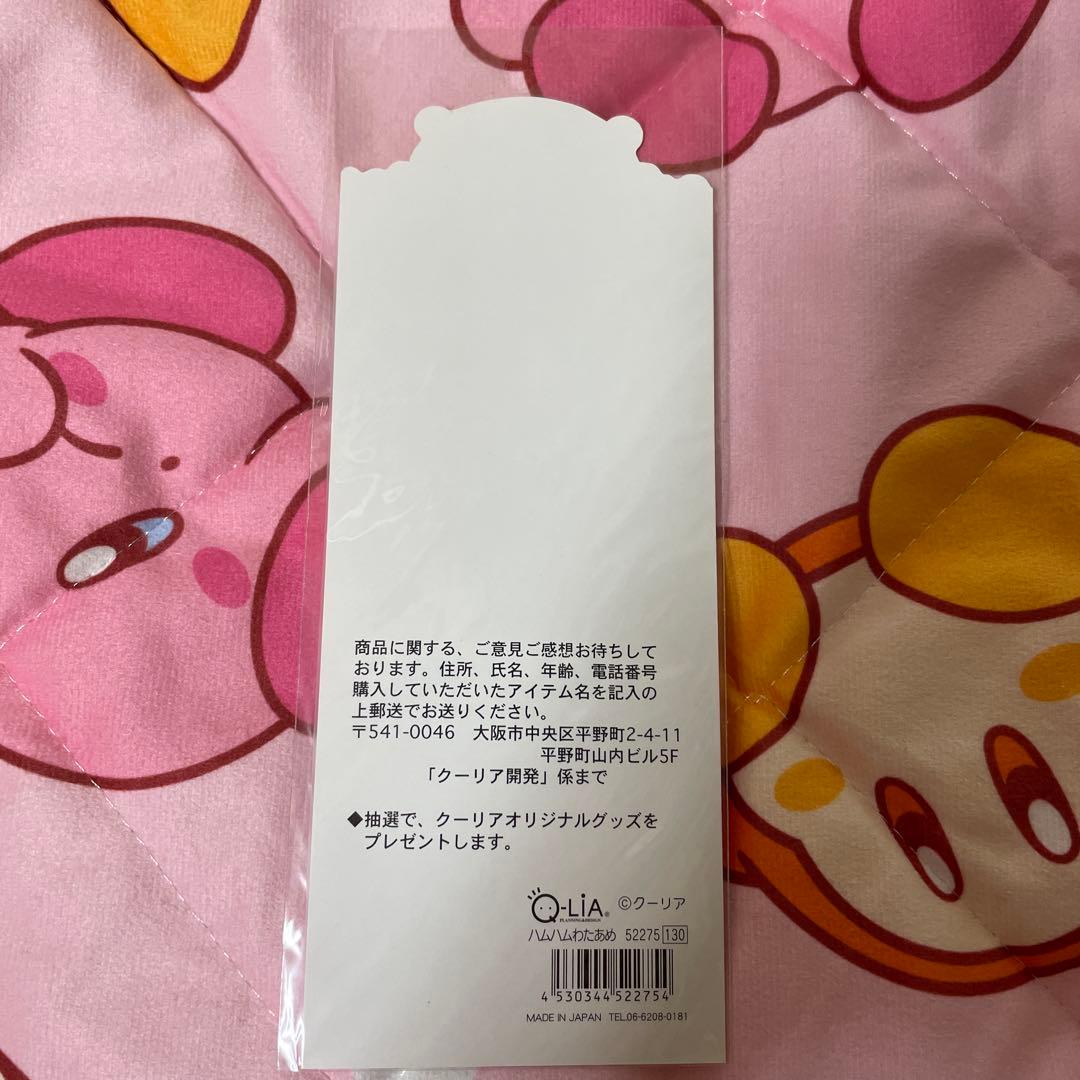 商品に関する、ご意見ご感想お待ちして
おります。住所、氏名、年齢、電話番号
購入していただいたアイテム名を記入の
上郵送でお送りください。
〒541-0046 大阪市中央区平野町2-4-11
平野町山内ビル5F
「クーリア開発」係まで
◆抽選で、クーリアオリジナルグッズを
プレゼントします。
Q-LiA® ©クーリア
PLANNING&DESIGN
ハムハムわたあめ 52275 130
4 530344 522754
MADE IN JAPAN TEL.06-6208-0181